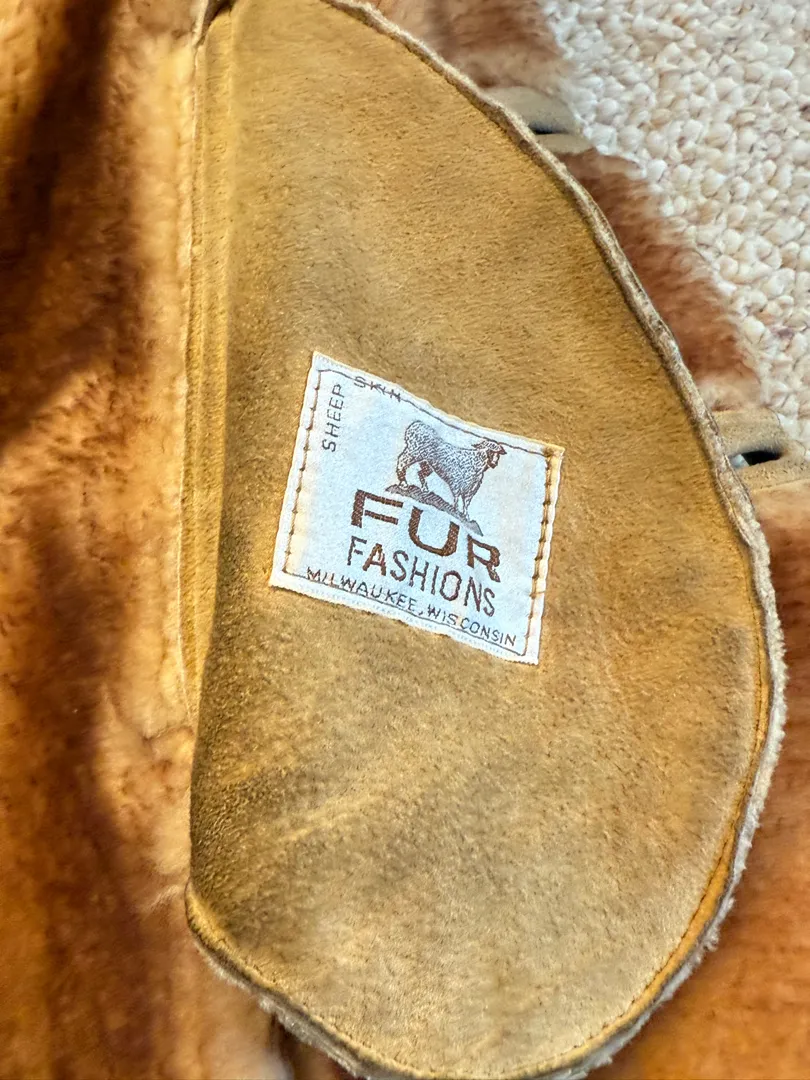 SHEEP SKIN
FUR
FASHIONS
MILWAUKEE, WISCONSIN